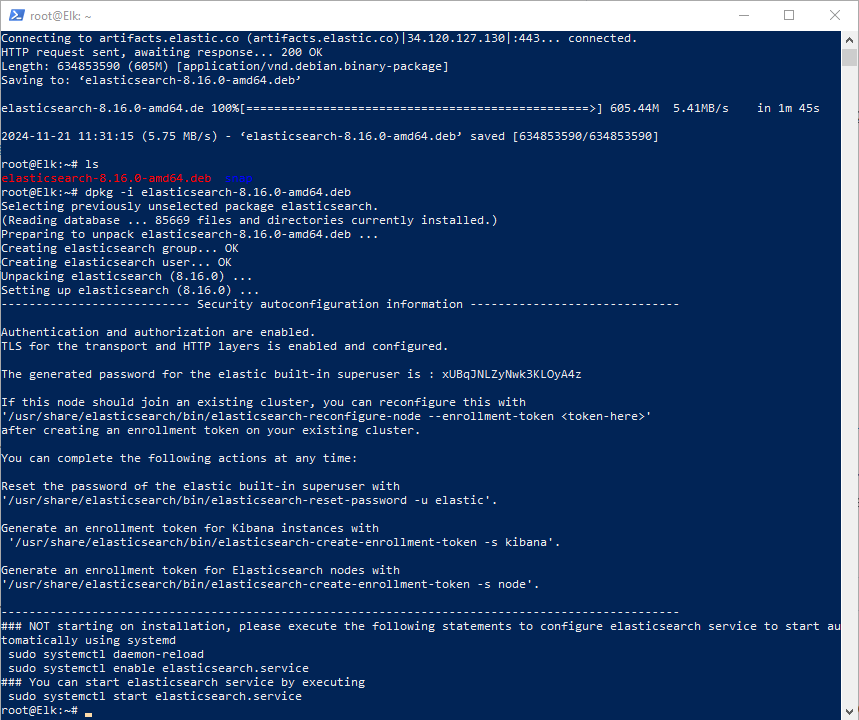 root@Elk: ~
Connecting to artifacts.elastic.co (artifacts.elastic.co)|34.120.127.130|:443... connected.
HTTP request sent, awaiting response... 200 OK
Length: 634853590 (605M) [application/vnd.debian.binary-package]
Saving to: ‘elasticsearch-8.16.0-amd64.deb’
elasticsearch-8.16.0-amd64.de 100%[=================================================>] 605.44M  5.41MB/s    in 1m 45s
2024-11-21 11:31:15 (5.75 MB/s) - ‘elasticsearch-8.16.0-amd64.deb’ saved [634853590/634853590]
root@Elk:~# ls
elasticsearch-8.16.0-amd64.deb
root@Elk:~# dpkg -i elasticsearch-8.16.0-amd64.deb
Selecting previously unselected package elasticsearch.
(Reading database ... 85669 files and directories currently installed.)
Preparing to unpack elasticsearch-8.16.0-amd64.deb ...
Creating elasticsearch group... OK
Creating elasticsearch user... OK
Unpacking elasticsearch (8.16.0) ...
Setting up elasticsearch (8.16.0) ...
--------------------------- Security autoconfiguration information ------------------------------
Authentication and authorization are enabled.
TLS for the transport and HTTP layers is enabled and configured.
The generated password for the elastic built-in superuser is : xUBqJNLZyNwk3KLOyA4z
If this node should join an existing cluster, you can reconfigure this with
'/usr/share/elasticsearch/bin/elasticsearch-reconfigure-node --enrollment-token <token-here>'
after creating an enrollment token on your existing cluster.
You can complete the following actions at any time:
Reset the password of the elastic built-in superuser with
'/usr/share/elasticsearch/bin/elasticsearch-reset-password -u elastic'.
Generate an enrollment token for Kibana instances with
 '/usr/share/elasticsearch/bin/elasticsearch-create-enrollment-token -s kibana'.
Generate an enrollment token for Elasticsearch nodes with
'/usr/share/elasticsearch/bin/elasticsearch-create-enrollment-token -s node'.
-------------------------------------------------------------------------------------------------
### NOT starting on installation, please execute the following statements to configure elasticsearch service to start au
tomatically using systemd
 sudo systemctl daemon-reload
 sudo systemctl enable elasticsearch.service
### You can start elasticsearch service by executing
 sudo systemctl start elasticsearch.service
root@Elk:~#